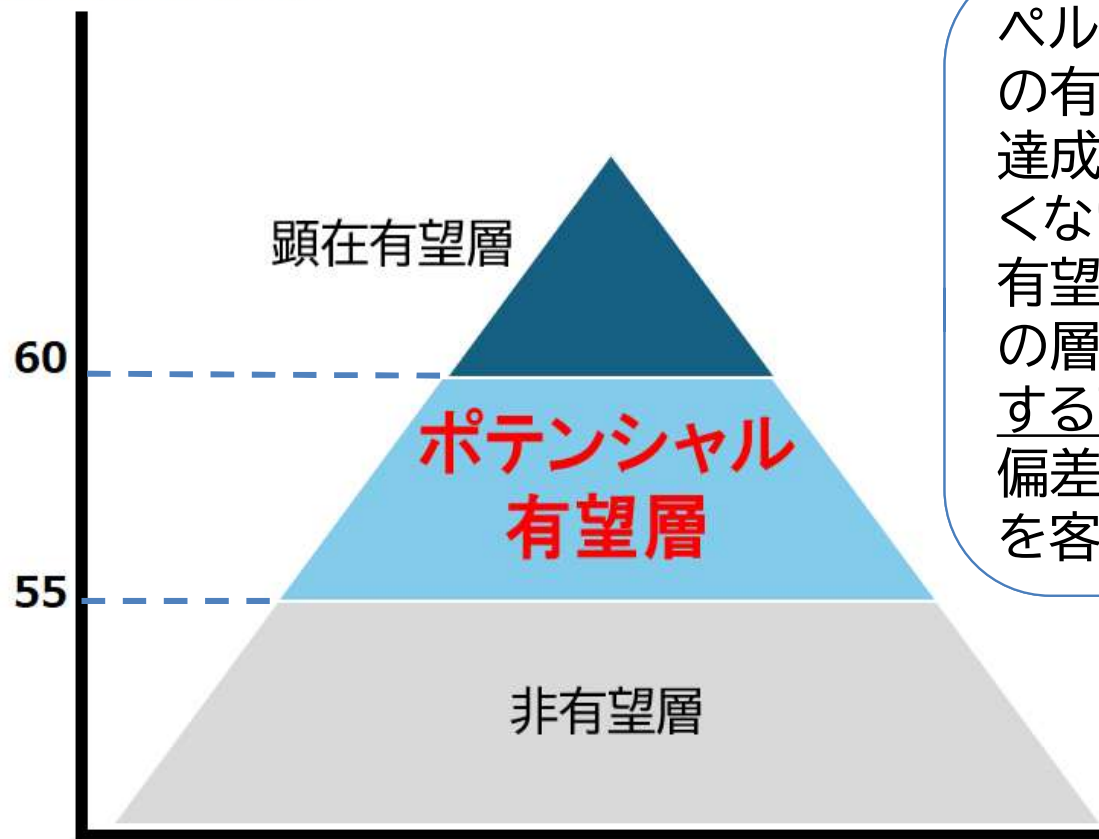 顕在有望層
60
ポテンシャル
有望層
55
非有望層
ペル
の有
達成
くな
有望
の層
する
偏差
を客